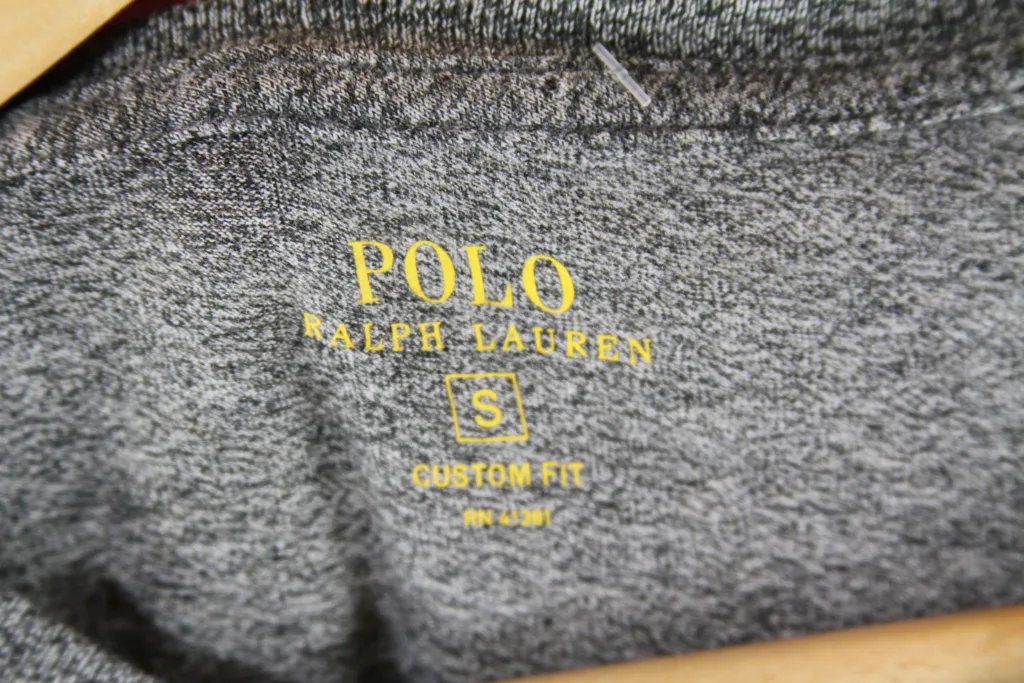 POLO
RALPH LAUREN
S
CUSTOM FIT
RN 41381